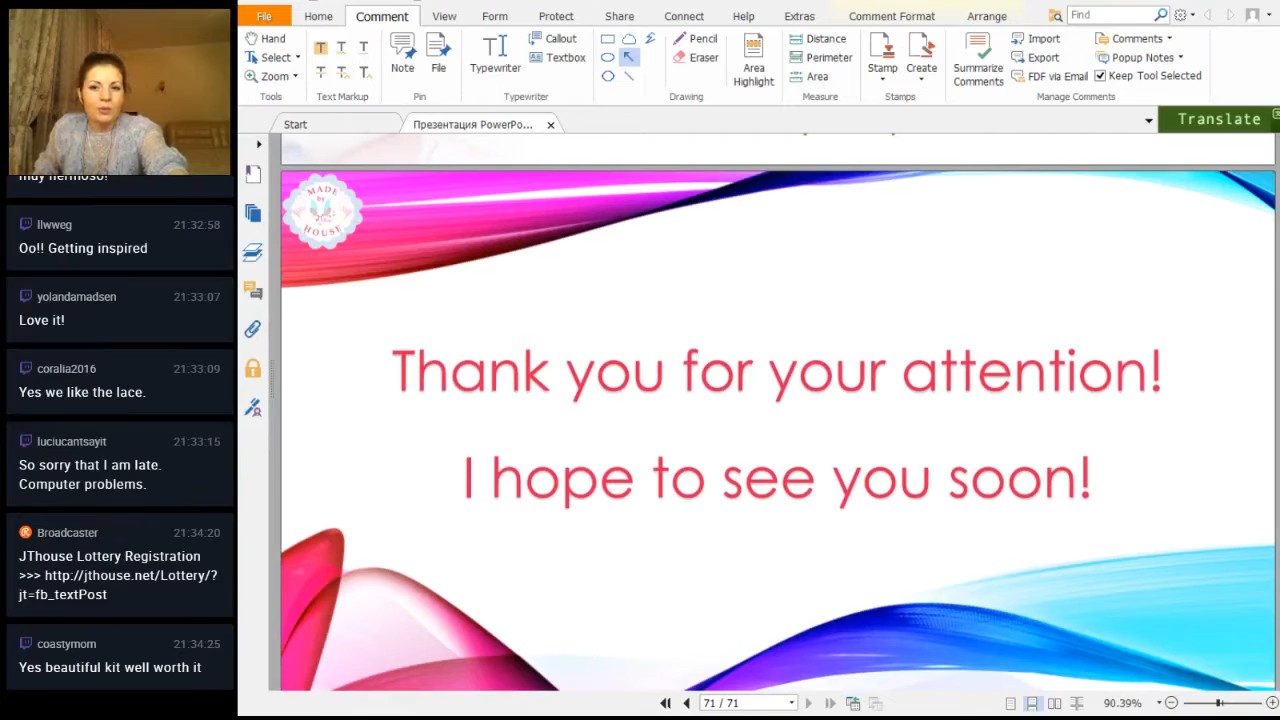 File Home Comment View Form Protect Share Connect Help Extras Comment Format Arrange Find
Hand
Select
Zoom
Tools
Text Markup
Note
File
Pin
Typewriter
Callout
Textbox
Typewriter
Pencil
Eraser
Drawing
Area Highlight
Distance
Perimeter
Area
Measure
Stamp
Create
Stamps
Summarize Comments
Import
Export
FDF via Email
Comments
Popup Notes
Keep Tool Selected
Manage Comments
Start
Презентация PowerPo...
Translate
muy hermoso!
llwweg 21:32:58
Oo!! Getting inspired
yolandamadsen 21:33:07
Love it!
coralia2016 21:33:09
Yes we like the lace.
luciucantsayit 21:33:15
So sorry that I am late.
Computer problems.
Broadcaster 21:34:20
JThouse Lottery Registration
>>> http://jthouse.net/Lottery/?
jt=fb_textPost
coastymom 21:34:25
Yes beautiful kit well worth it
MADE
by
HOUSE
Thank you for your attention!
I hope to see you soon!
71 / 71
90.39%